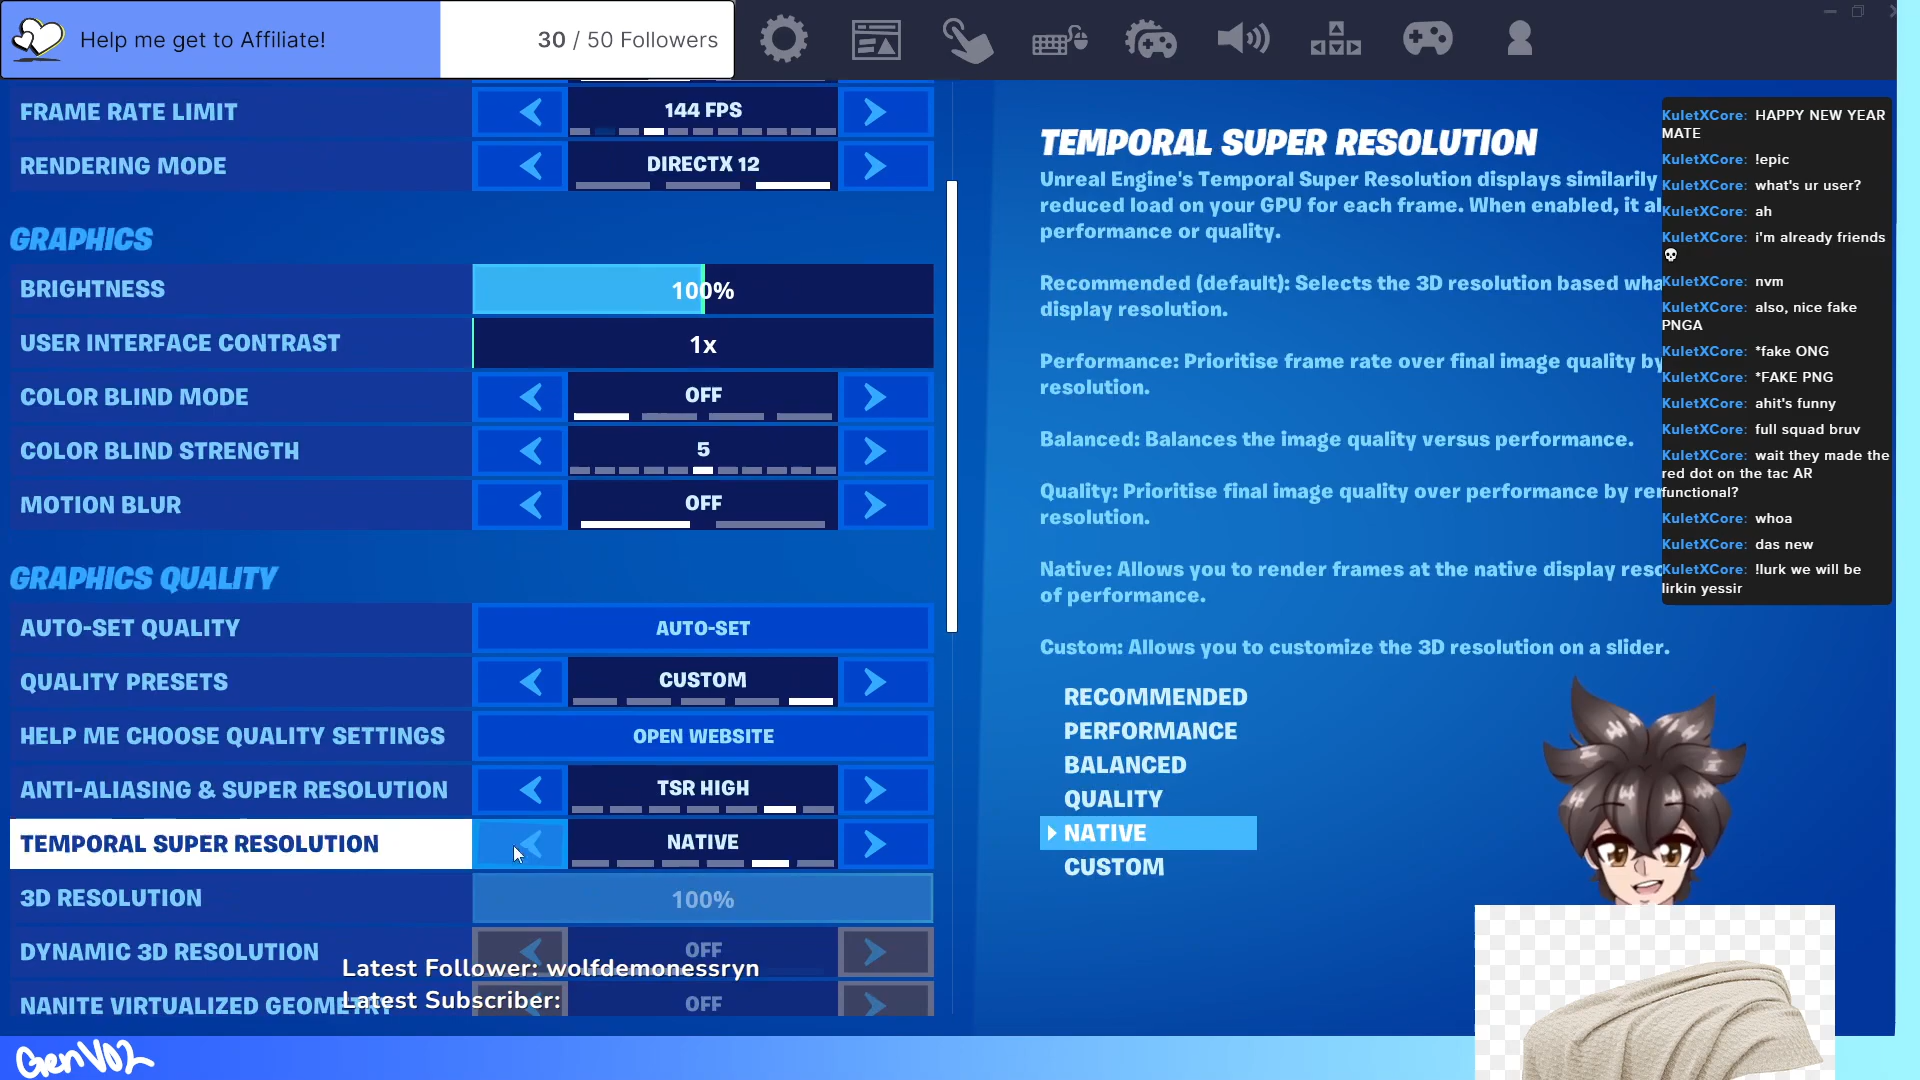 Help me get to Affiliate!
30 / 50 Followers
FRAME RATE LIMIT
144 FPS
RENDERING MODE
DIRECTX 12
GRAPHICS
BRIGHTNESS
100%
USER INTERFACE CONTRAST
1x
COLOR BLIND MODE
OFF
COLOR BLIND STRENGTH
5
MOTION BLUR
OFF
GRAPHICS QUALITY
AUTO-SET QUALITY
AUTO-SET
QUALITY PRESETS
CUSTOM
HELP ME CHOOSE QUALITY SETTINGS
OPEN WEBSITE
ANTI-ALIASING & SUPER RESOLUTION
TSR HIGH
TEMPORAL SUPER RESOLUTION
NATIVE
3D RESOLUTION
100%
DYNAMIC 3D RESOLUTION
OFF
NANITE VIRTUALIZED GEOMETRY
OFF
Latest Follower: wolfdemonessryn
Latest Subscriber:
TEMPORAL SUPER RESOLUTION
Unreal Engine's Temporal Super Resolution displays similarily
reduced load on your GPU for each frame. When enabled, it al
performance or quality.
Recommended (default): Selects the 3D resolution based wha
display resolution.
Performance: Prioritise frame rate over final image quality by
resolution.
Balanced: Balances the image quality versus performance.
Quality: Prioritise final image quality over performance by rer
resolution.
Native: Allows you to render frames at the native display reso
of performance.
Custom: Allows you to customize the 3D resolution on a slider.
RECOMMENDED
PERFORMANCE
BALANCED
QUALITY
NATIVE
CUSTOM
KuletXCore: HAPPY NEW YEAR
MATE
KuletXCore: !epic
KuletXCore: what's ur user?
KuletXCore: ah
KuletXCore: i'm already friends
💀
KuletXCore: nvm
KuletXCore: also, nice fake
PNGA
KuletXCore: *fake ONG
KuletXCore: *FAKE PNG
KuletXCore: ahit's funny
KuletXCore: full squad bruv
KuletXCore: wait they made the
red dot on the tac AR
functional?
KuletXCore: whoa
KuletXCore: das new
KuletXCore: !lurk we will be
lirkin yessir
GenVO2